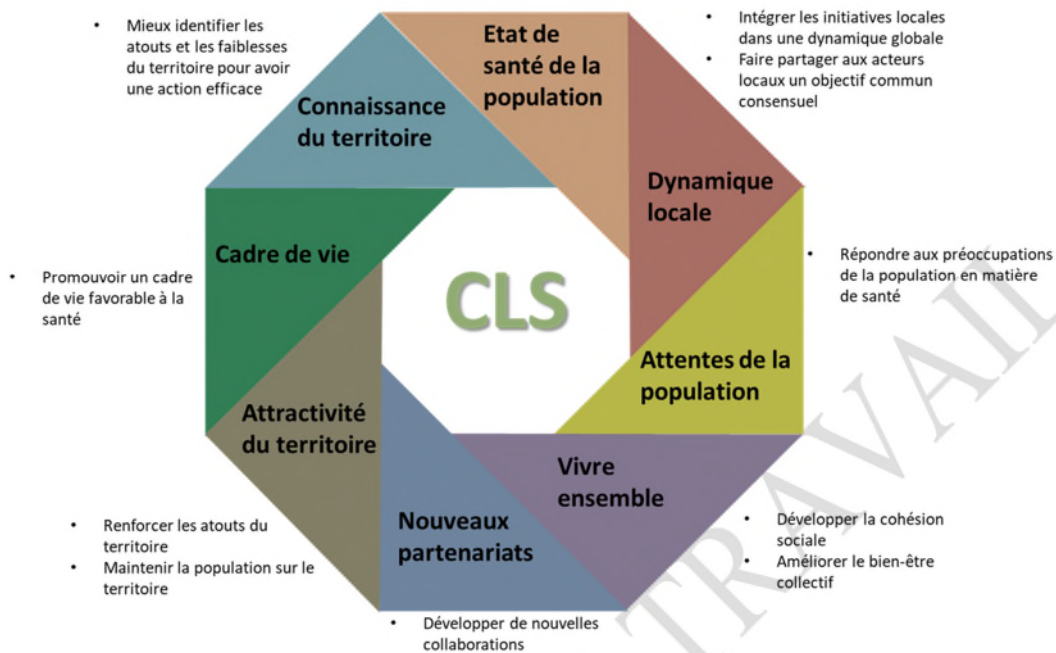 • Mieux identifier les
atouts et les faiblesses
du territoire pour avoir
une action efficace
Etat de
santé de la
population
• Intégrer les initiatives locales
dans une dynamique globale
• Faire partager aux acteurs
locaux un objectif commun
consensuel
Connaissance
du territoire
Dynamique
locale
Cadre de vie
• Promouvoir un cadre
de vie favorable à la
santé
CLS
• Répondre aux préoccupations
de la population en matière
de santé
Attentes de la
population
Attractivité
du territoire
Vivre
ensemble
Nouveaux
partenariats
• Renforcer les atouts du
territoire
• Maintenir la population sur le
territoire
• Développer la cohésion
sociale
• Améliorer le bien-être
collectif
• Développer de nouvelles
collaborations
TRAVAIL